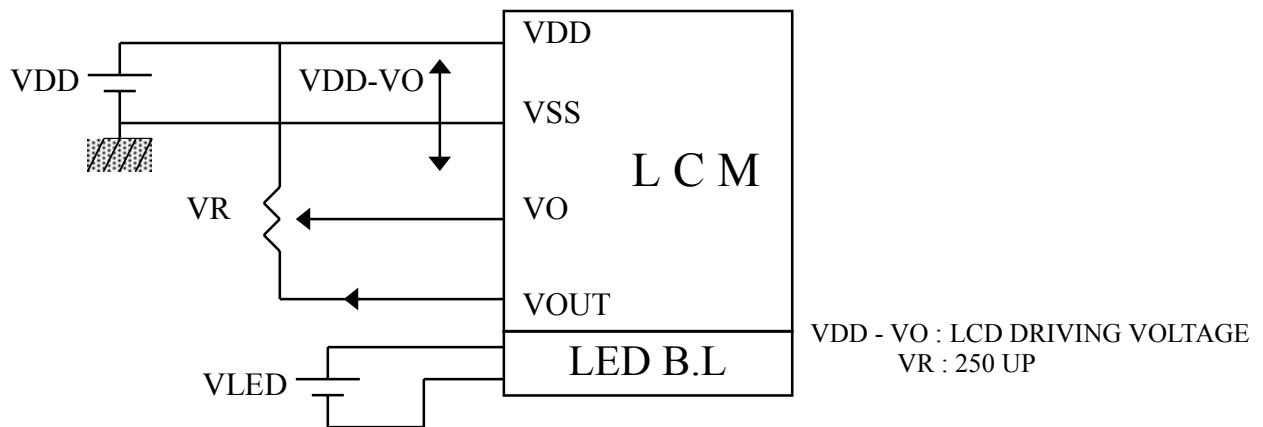 VDD
VDD
VDD-VO
VSS
L C M
VR
VO
VOUT
VDD - VO : LCD DRIVING VOLTAGE
VR : 250 UP
LED B.L
VLED